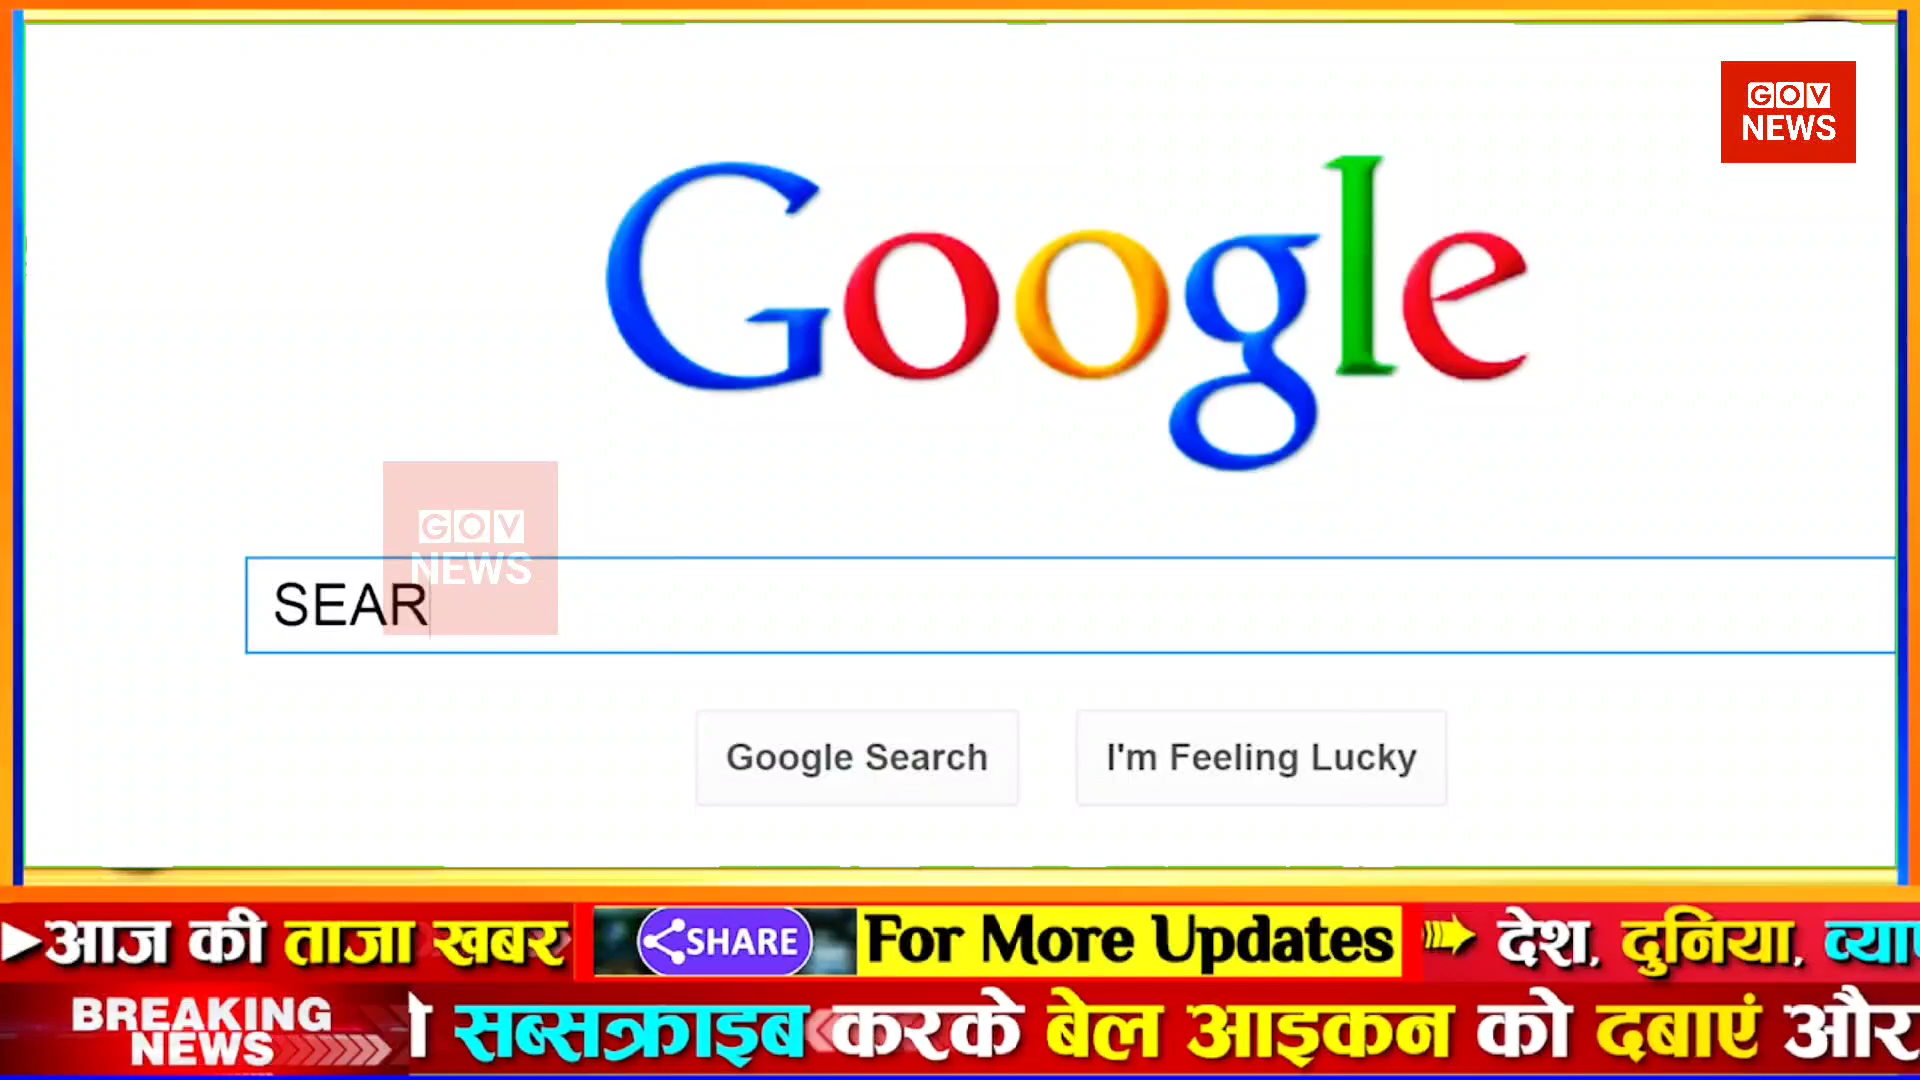 GOV
NEWS
Google
GOV
NEWS
SEAR
Google Search
I'm Feeling Lucky
आज की ताजा खबर
SHARE
For More Updates
देश, दुनिया,
BREAKING
NEWS
सब्सक्राइब करके बेल आइकन को दबाएं और